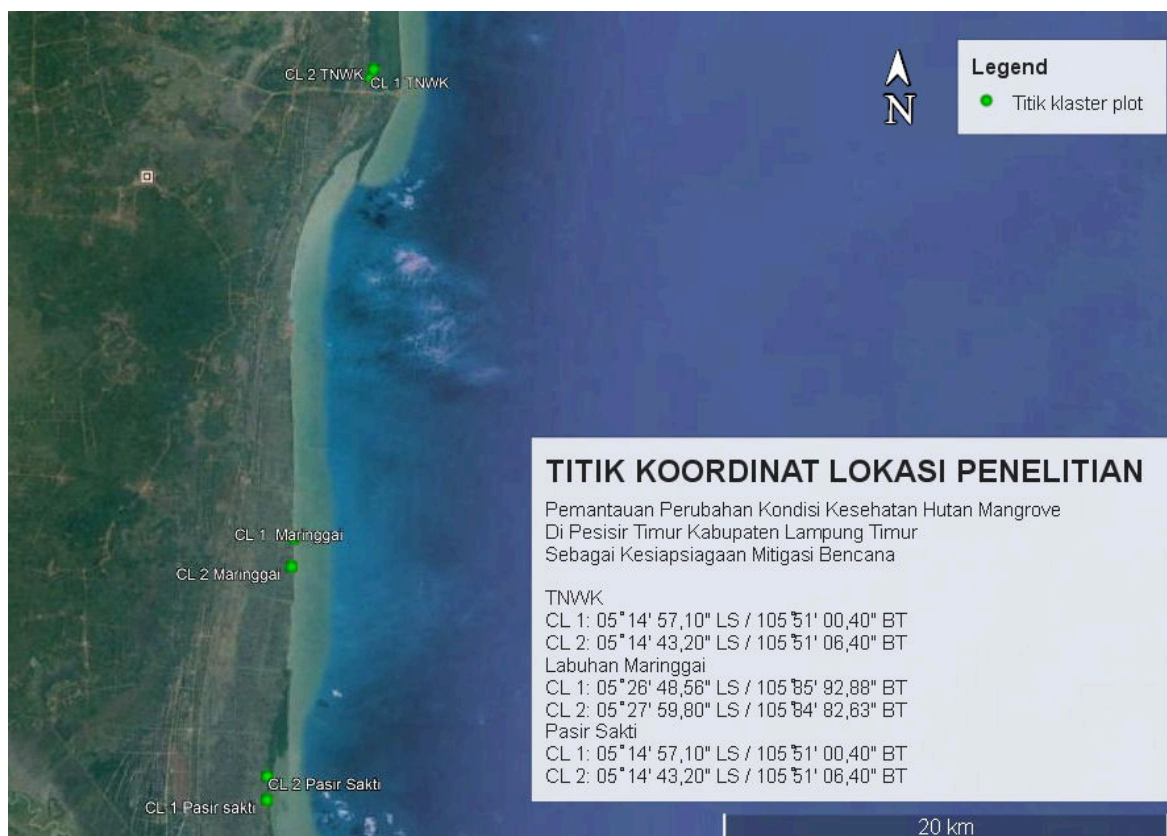 CL 2 TNWK
CL 1 TNWK
N
Legend
Titik klaster plot
CL 1 Maringgai
CL 2 Maringgai
CL 2 Pasir Sakti
CL 1 Pasir sakti
TITIK KOORDINAT LOKASI PENELITIAN
Pemantauan Perubahan Kondisi Kesehatan Hutan Mangrove
Di Pesisir Timur Kabupaten Lampung Timur
Sebagai Kesiapsiagaan Mitigasi Bencana
TNWK
CL 1: 05°14' 57,10" LS / 105°51' 00,40" BT
CL 2: 05°14' 43,20" LS / 105°51' 06,40" BT
Labuhan Maringgai
CL 1: 05°26' 48,56" LS / 105°85' 92,88" BT
CL 2: 05°27' 59,80" LS / 105°84' 82,63" BT
Pasir Sakti
CL 1: 05°14' 57,10" LS / 105°51' 00,40" BT
CL 2: 05°14' 43,20" LS / 105°51' 06,40" BT
20 km